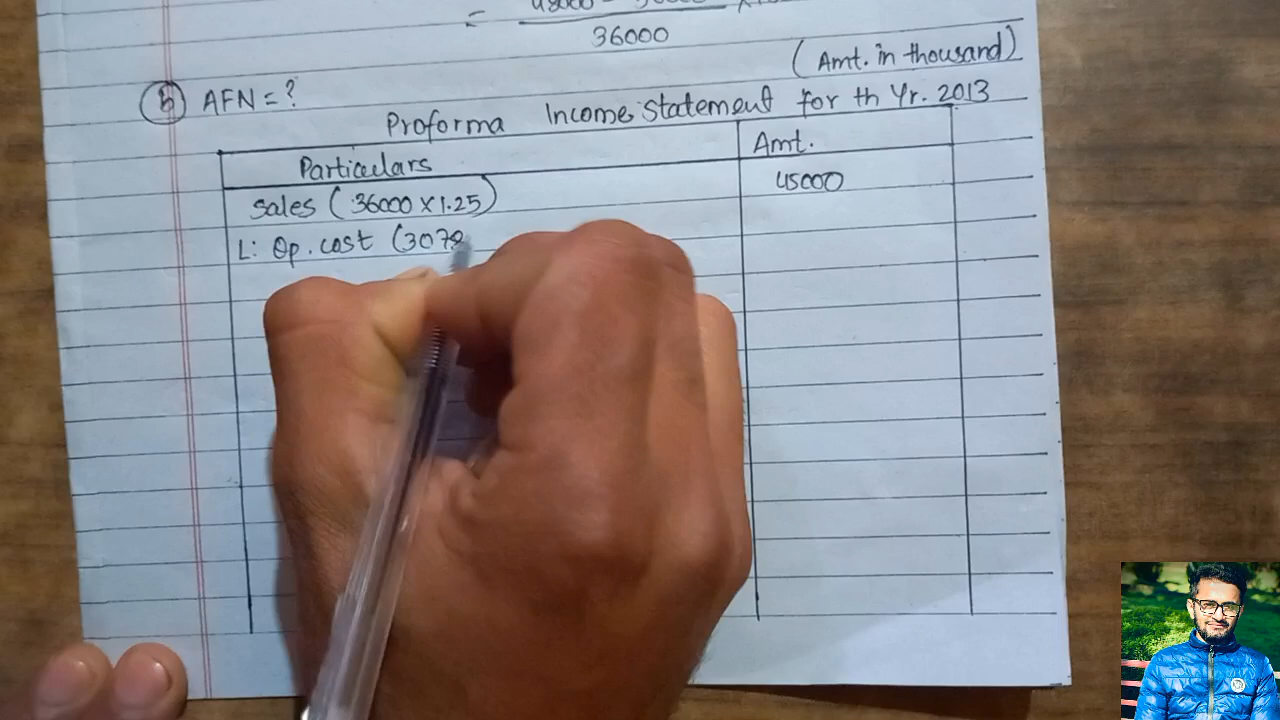 =
36000
(Amt. in thousand)
b AFN = ?
Proforma Income Statement for th Yr. 2013
Particulars Amt.
Sales (36000 × 1.25) 45000
L: Op. cost (3078